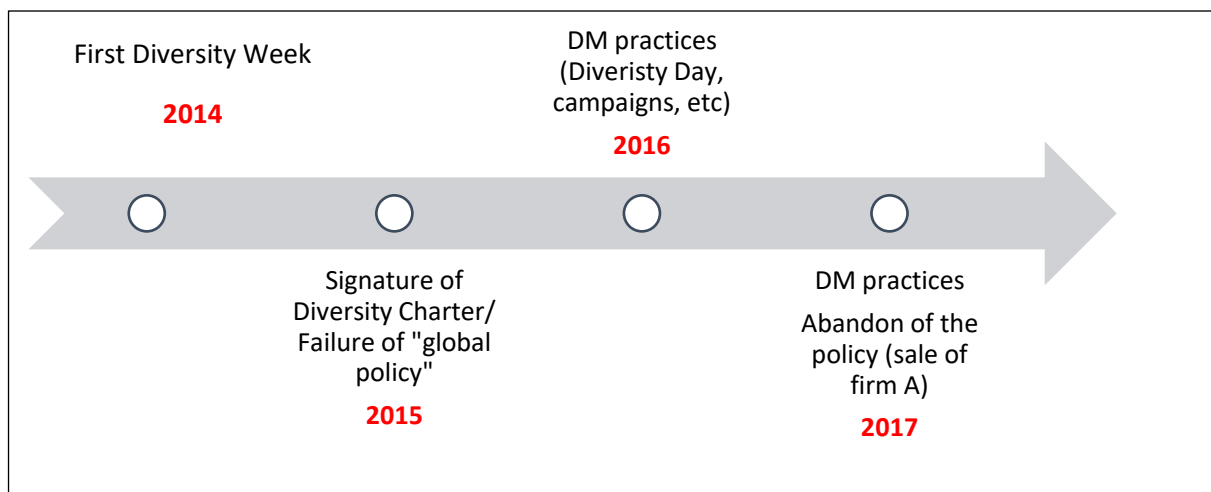 First Diversity Week
2014
DM practices
(Diveristy Day,
campaigns, etc)
2016
Signature of
Diversity Charter/
Failure of "global
policy"
2015
DM practices
Abandon of the
policy (sale of
firm A)
2017